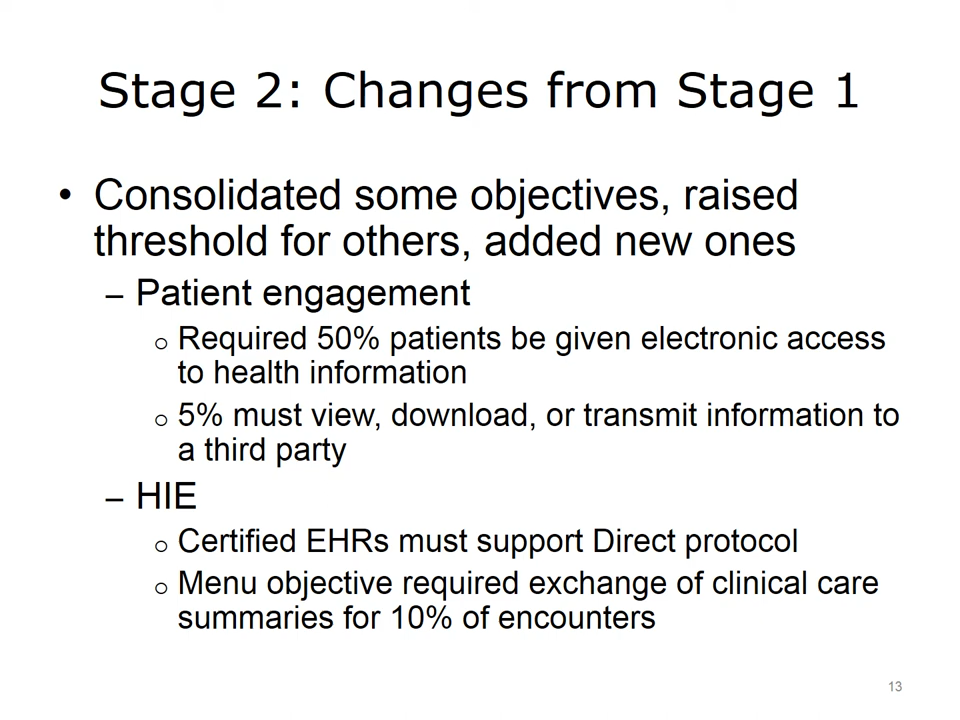 Stage 2: Changes from Stage 1
• Consolidated some objectives, raised
threshold for others, added new ones
– Patient engagement
o Required 50% patients be given electronic access
to health information
o 5% must view, download, or transmit information to
a third party
– HIE
o Certified EHRs must support Direct protocol
o Menu objective required exchange of clinical care
summaries for 10% of encounters
13